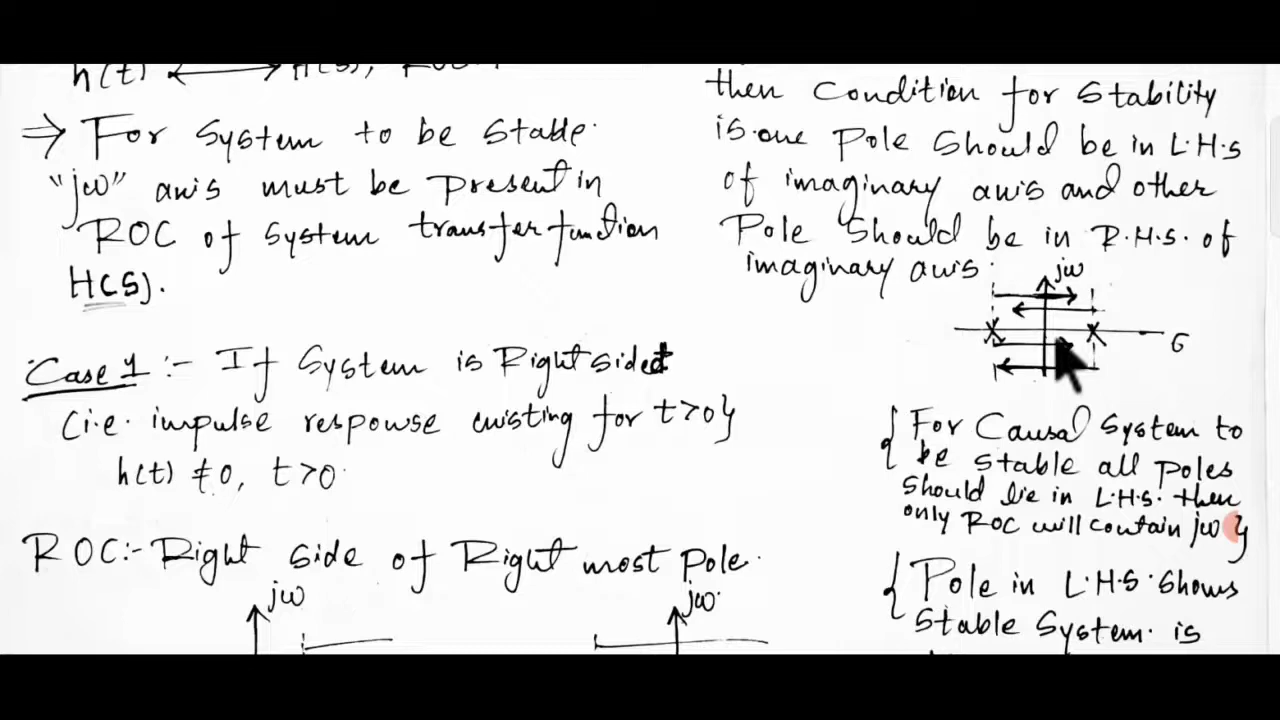 h(t) ⟷ H(s), ROC:
⇒ For System to be Stable.
"jω" axis must be present in
ROC of System transfer function
H(S).
Case 1 :- If System is Right sided
(i.e. impulse response existing for t>0}
h(t) ≠ 0, t>0.
ROC:- Right side of Right most Pole.
jω
jω.
then Condition for Stability
is one Pole Should be in L.H.S
of imaginary axis and other
Pole Should be in R.H.S. of
imaginary axis.
jω
σ
{ For Causal System to
be Stable all Poles
Should lie in L.H.S. then
only ROC will contain jω }
{ Pole in L.H.S. Shows
Stable System. is